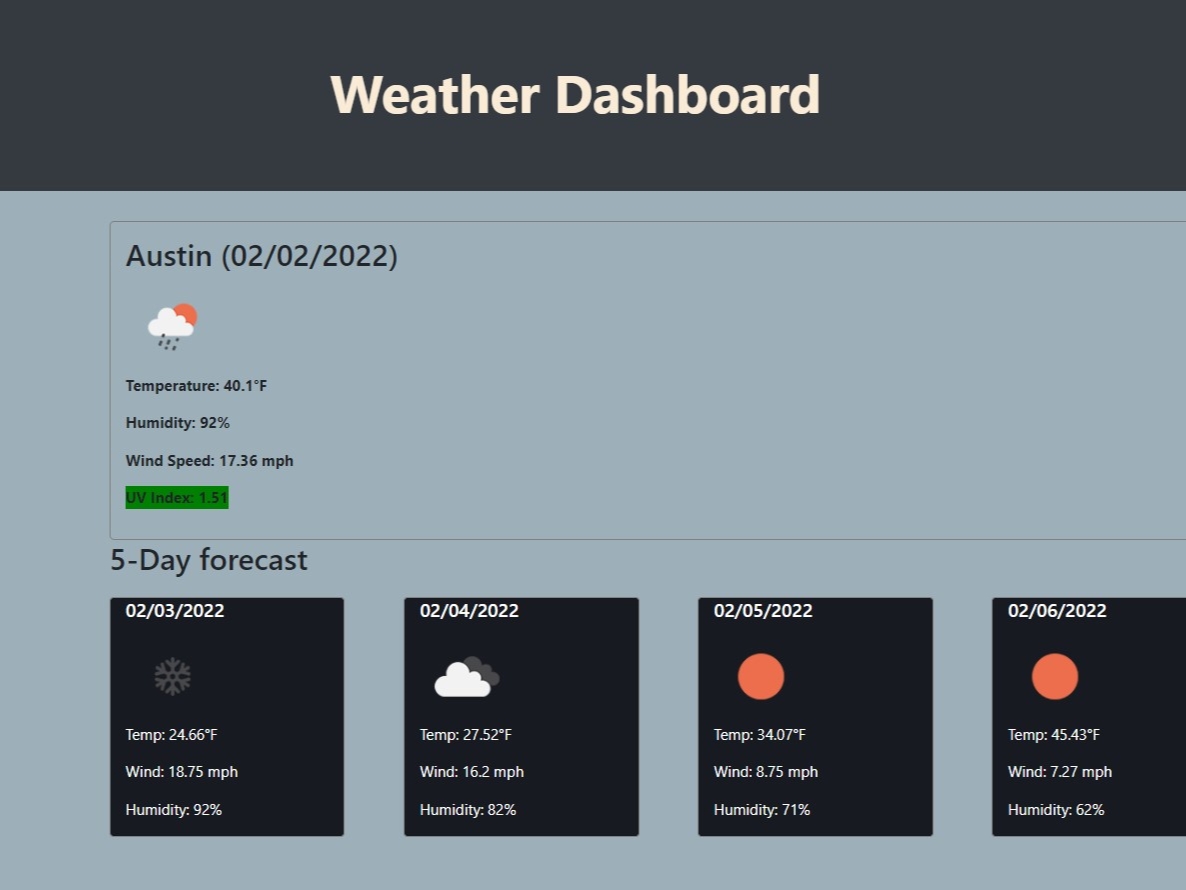 Weather Dashboard
Austin (02/02/2022)
Temperature: 40.1°F
Humidity: 92%
Wind Speed: 17.36 mph
UV Index: 1.51
5-Day forecast
02/03/2022
Temp: 24.66°F
Wind: 18.75 mph
Humidity: 92%
02/04/2022
Temp: 27.52°F
Wind: 16.2 mph
Humidity: 82%
02/05/2022
Temp: 34.07°F
Wind: 8.75 mph
Humidity: 71%
02/06/2022
Temp: 45.43°F
Wind: 7.27 mph
Humidity: 62%